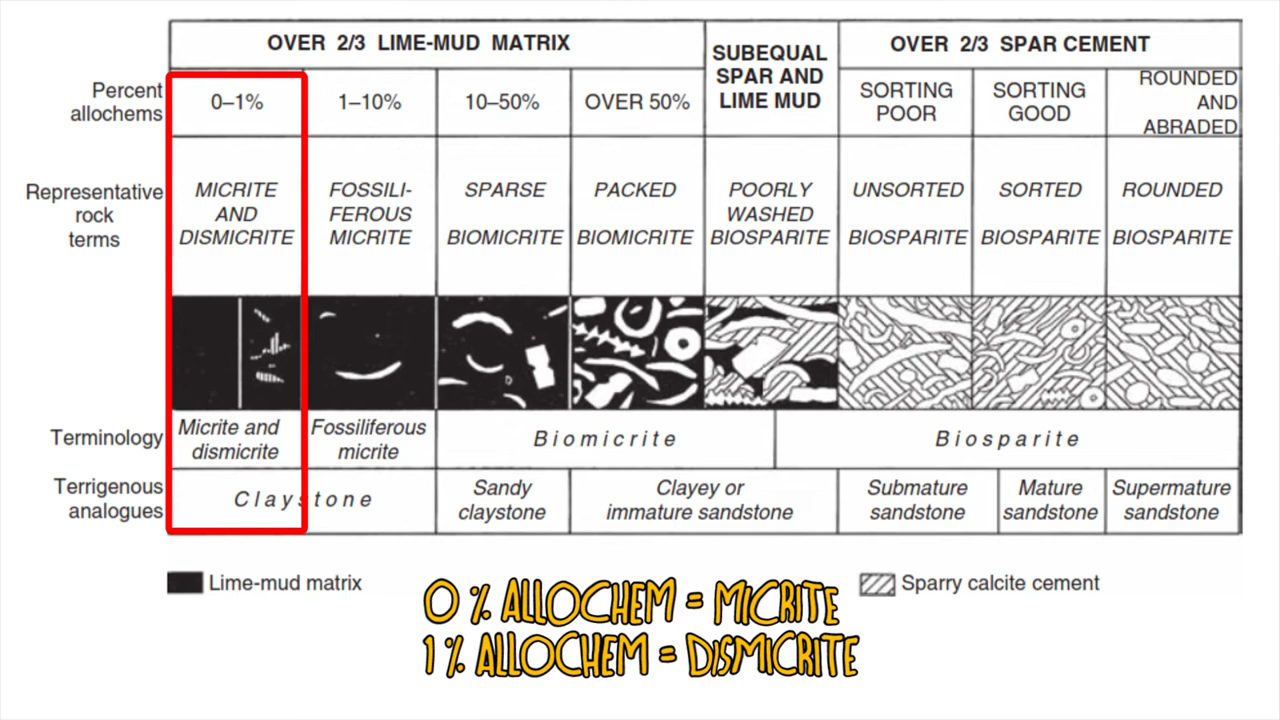 OVER 2/3 LIME-MUD MATRIX
SUBEQUAL
SPAR AND
LIME MUD
OVER 2/3 SPAR CEMENT
Percent
allochems
0–1%
1–10%
10–50%
OVER 50%
SORTING
POOR
SORTING
GOOD
ROUNDED
AND
ABRADED
Representative
rock
terms
MICRITE
AND
DISMICRITE
FOSSILI-
FEROUS
MICRITE
SPARSE
BIOMICRITE
PACKED
BIOMICRITE
POORLY
WASHED
BIOSPARITE
UNSORTED
BIOSPARITE
SORTED
BIOSPARITE
ROUNDED
BIOSPARITE
Terminology
Micrite and
dismicrite
Fossiliferous
micrite
Biomicrite
Biosparite
Terrigenous
analogues
Claystone
Sandy
claystone
Clayey or
immature sandstone
Submature
sandstone
Mature
sandstone
Supermature
sandstone
Lime-mud matrix
Sparry calcite cement
0 % ALLOCHEM = MICRITE
1 % ALLOCHEM = DISMICRITE